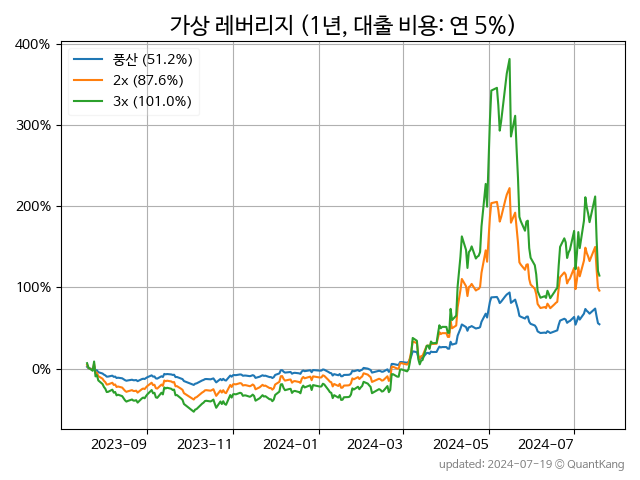 가상 레버리지 (1년, 대출 비용: 연 5%)
400%
300%
200%
100%
0%
풍산 (51.2%)
2x (87.6%)
3x (101.0%)
2023-09 2023-11 2024-01 2024-03 2024-05 2024-07
updated: 2024-07-19 © QuantKang